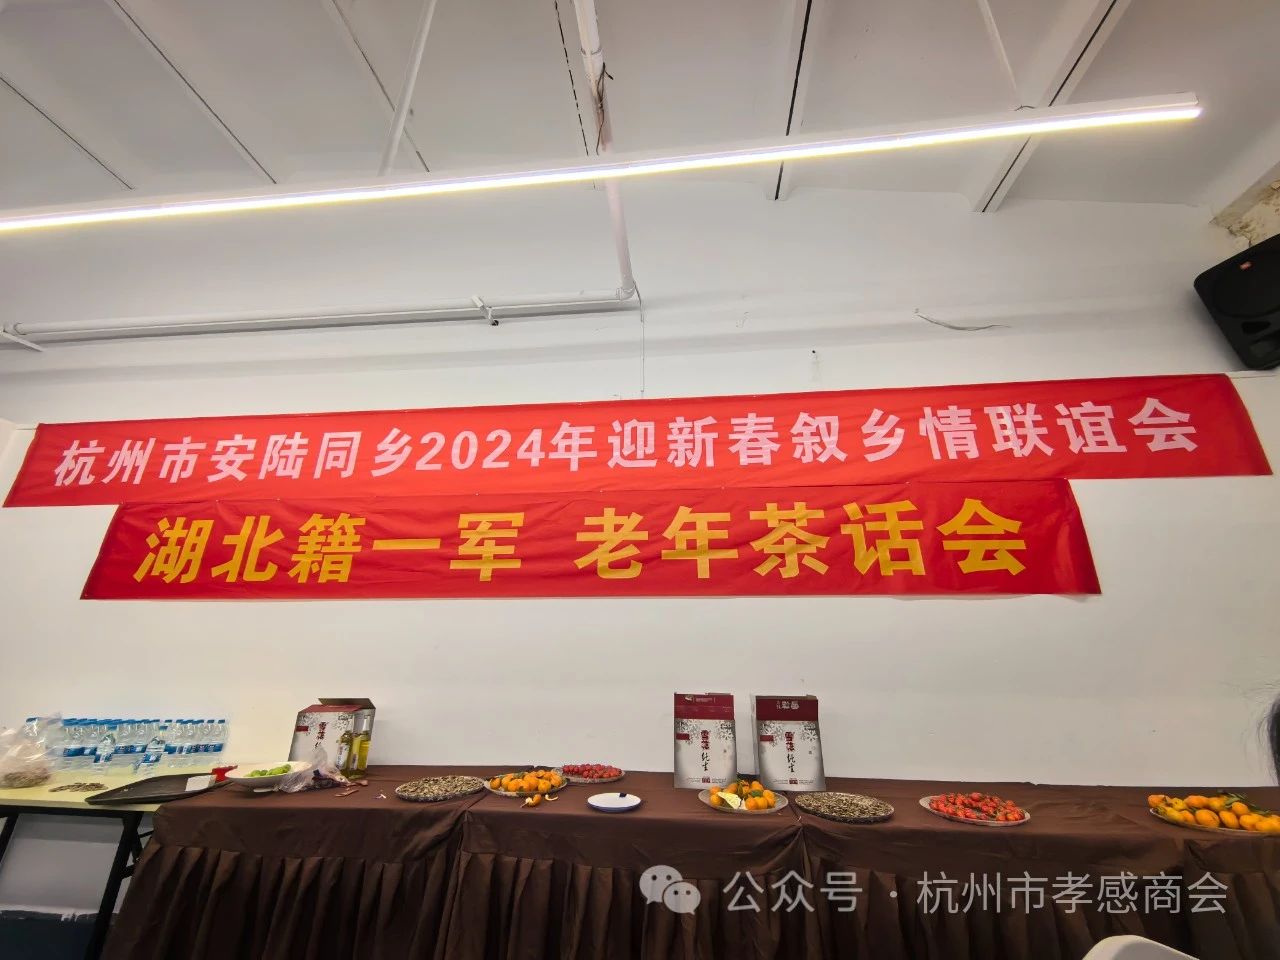 杭州市安陆同乡2024年迎新春叙乡情联谊会
湖北籍一军 老年茶话会
公众号 · 杭州市孝感商会